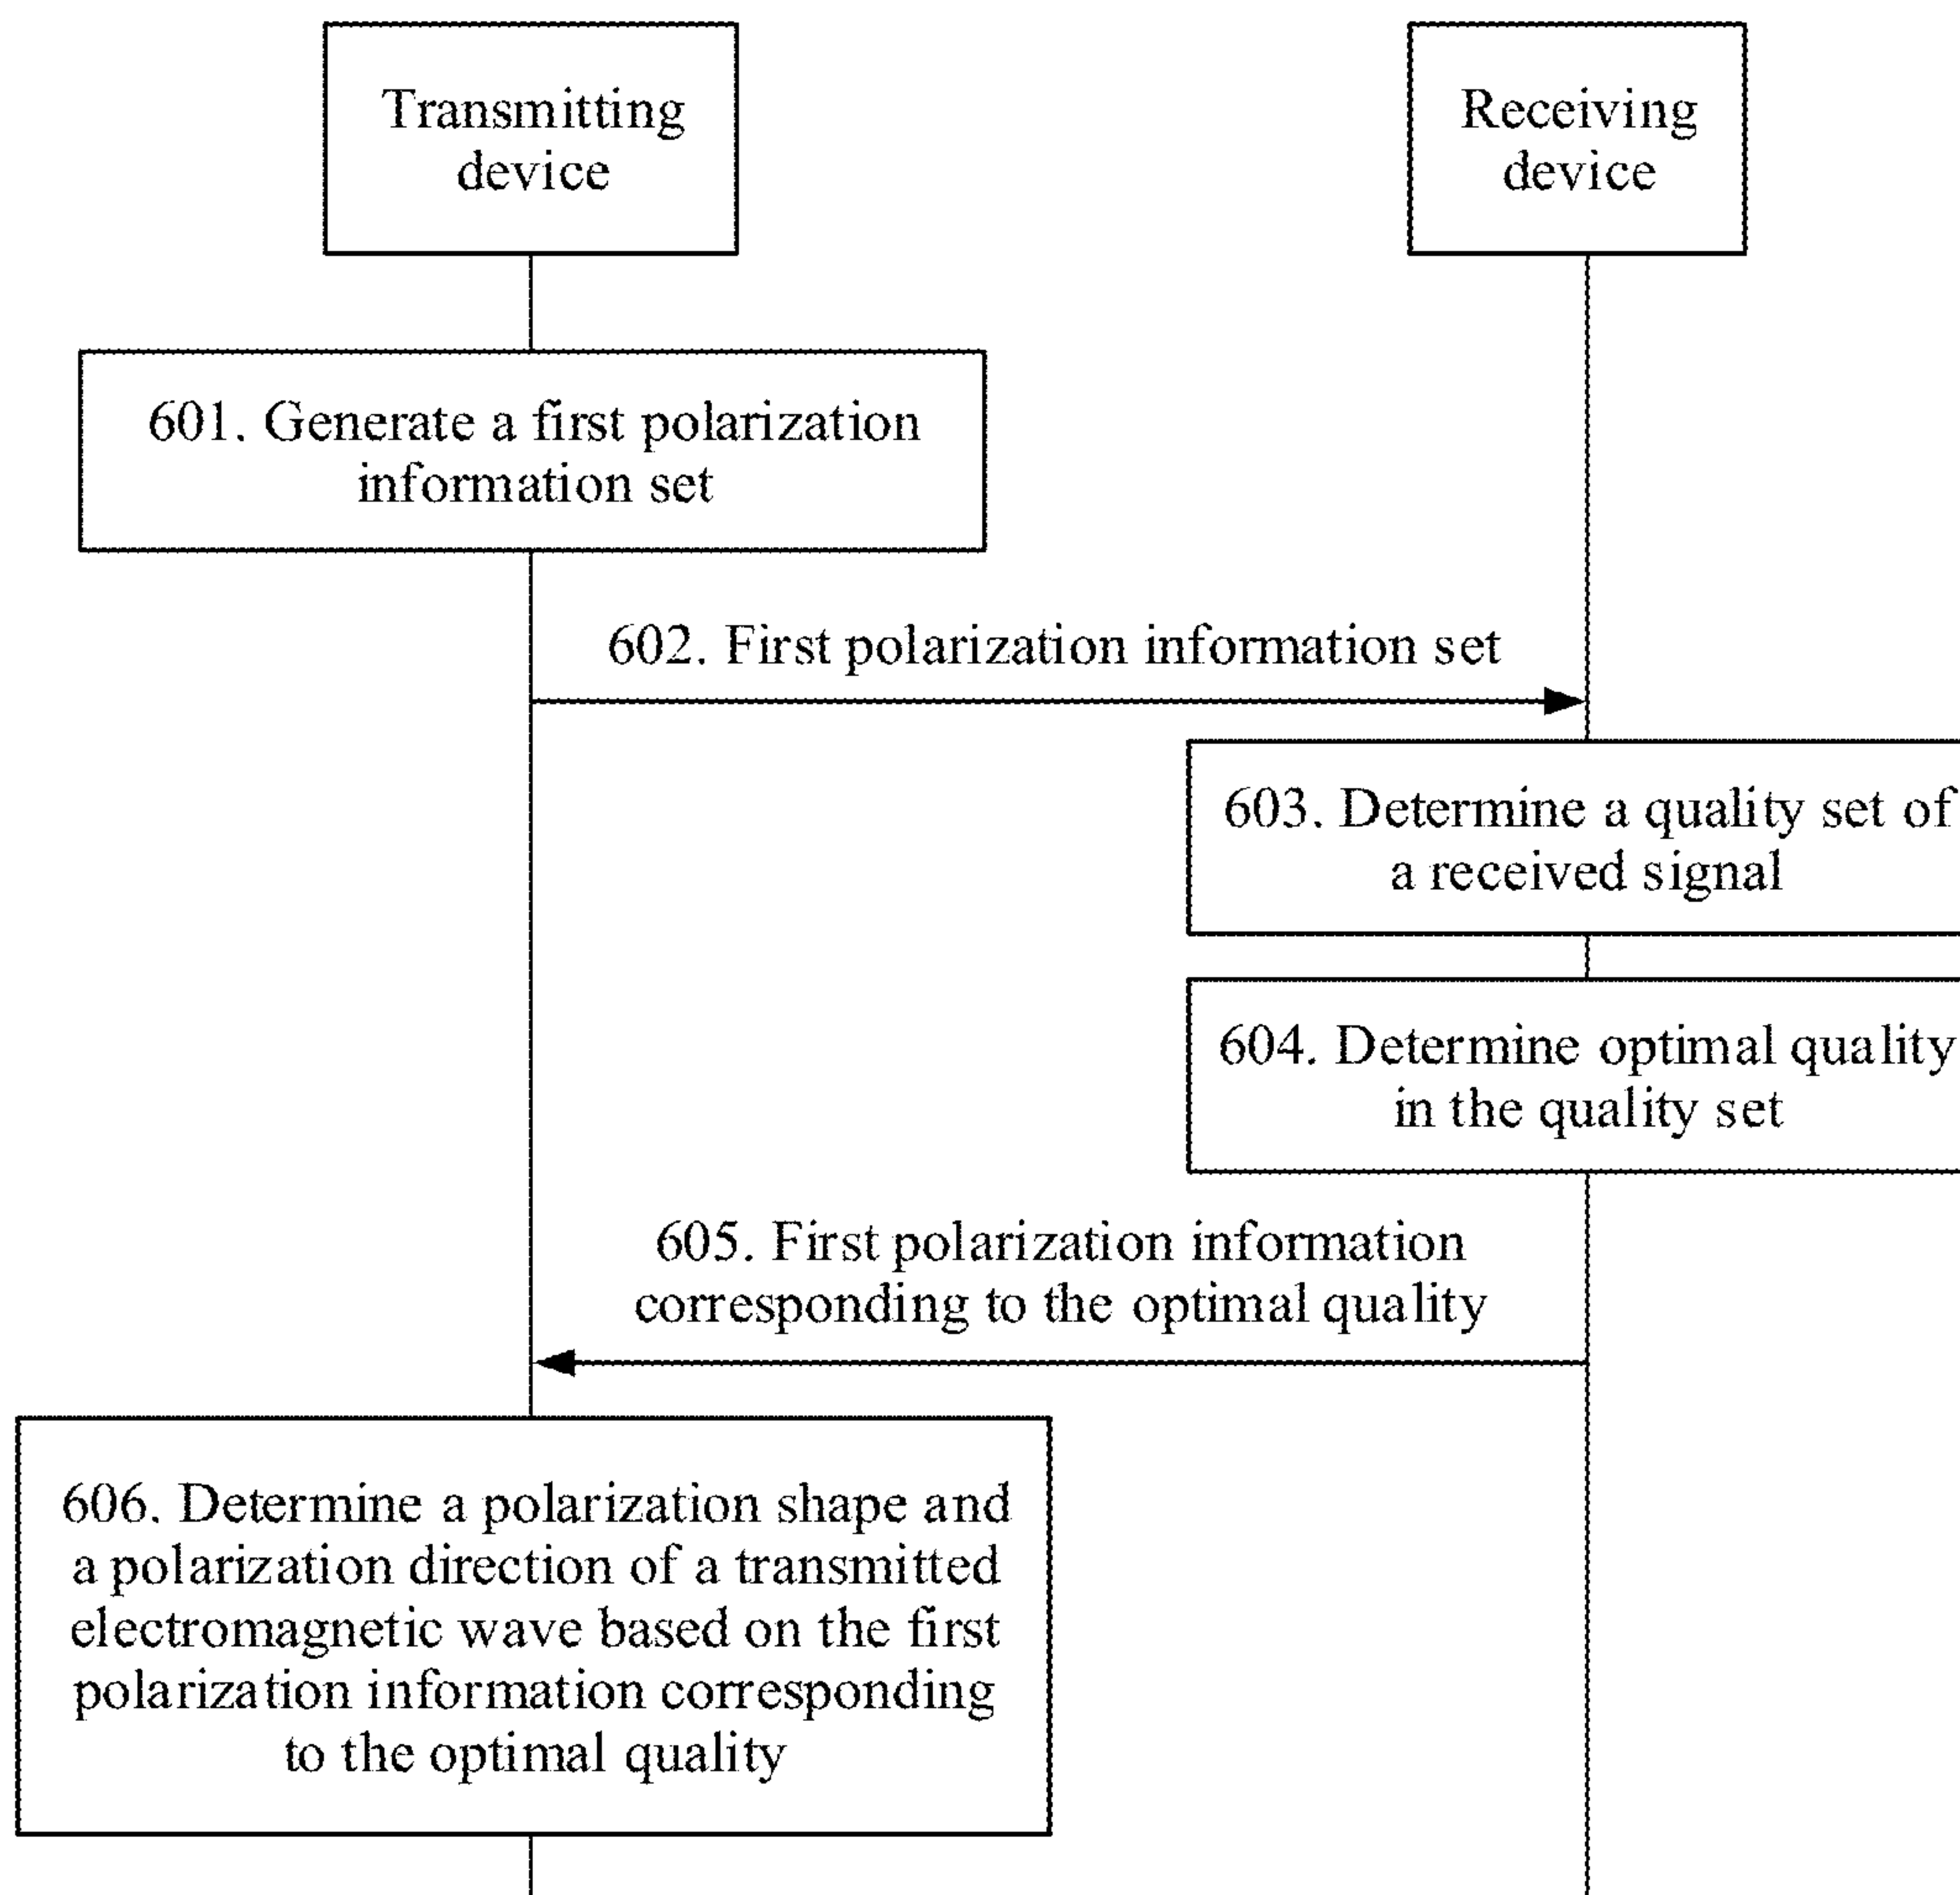 Transmitting
device
Receiving
device
601. Generate a first polarization
information set
602. First polarization information set
603. Determine a quality set of
a received signal
604. Determine optimal quality
in the quality set
605. First polarization information
corresponding to the optimal quality
606. Determine a polarization shape and
a polarization direction of a transmitted
electromagnetic wave based on the first
polarization information corresponding
to the optimal quality